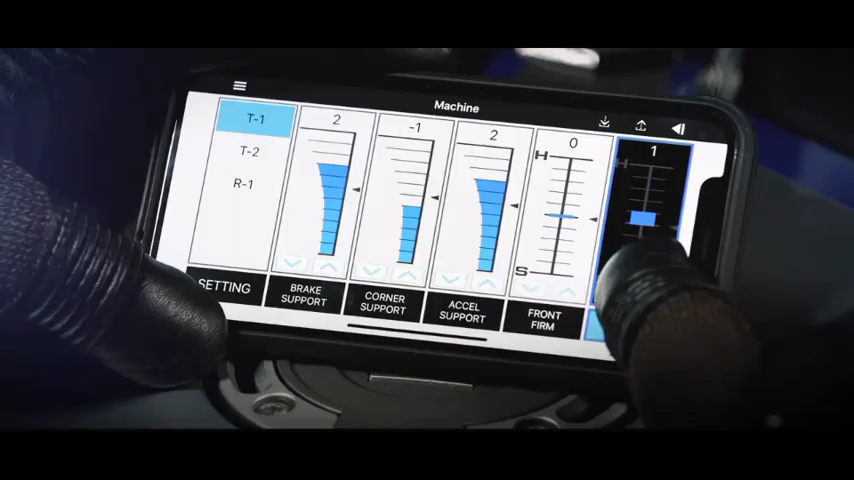 Machine
T-1
T-2
R-1
2
-1
2
0
1
H
H
S
SETTING
BRAKE
SUPPORT
CORNER
SUPPORT
ACCEL
SUPPORT
FRONT
FIRM